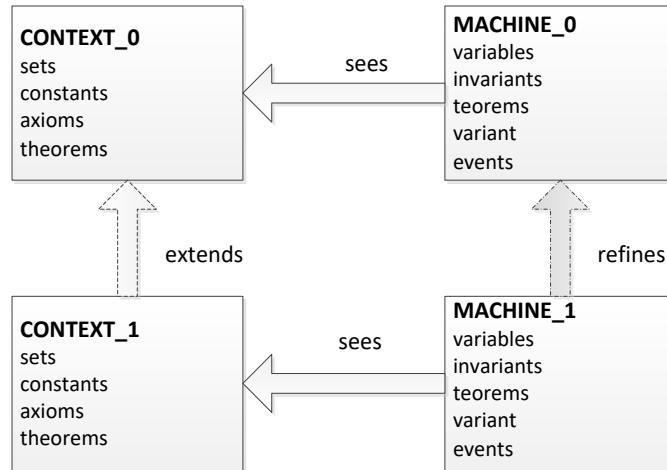 CONTEXT_0
sets
constants
axioms
theorems
sees
MACHINE_0
variables
invariants
teorems
variant
events
extends
refines
CONTEXT_1
sets
constants
axioms
theorems
sees
MACHINE_1
variables
invariants
teorems
variant
events